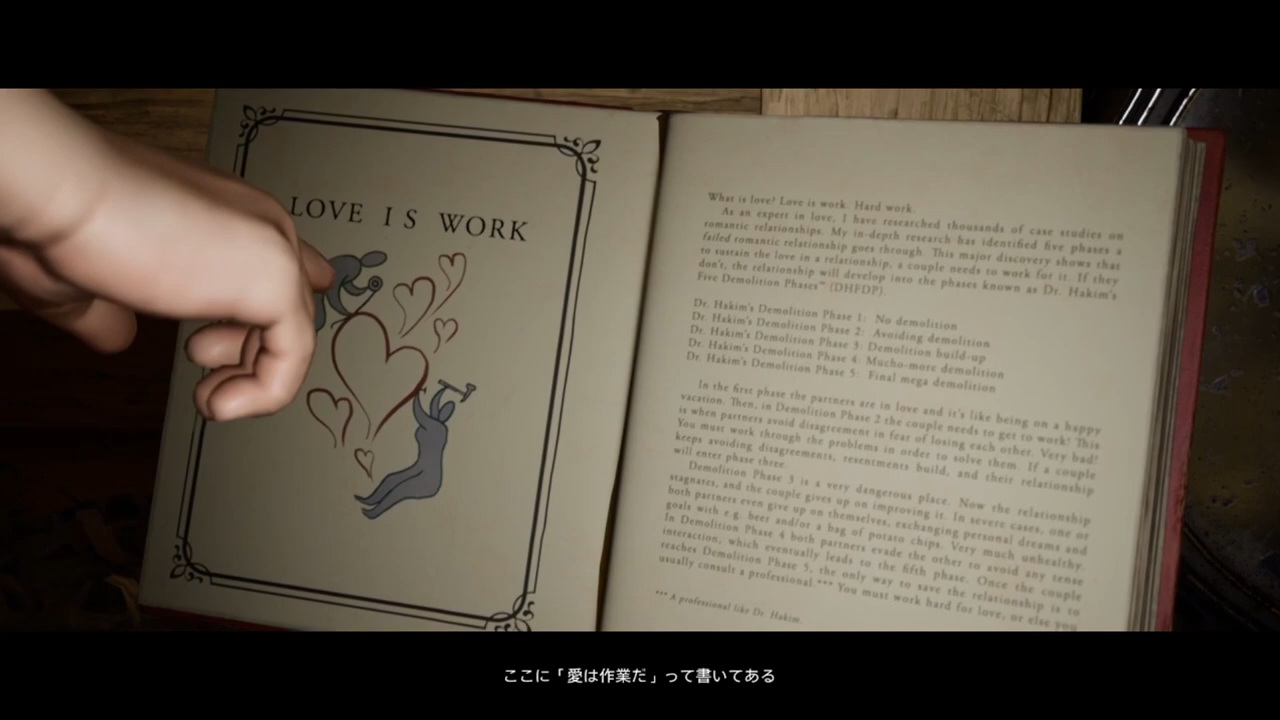 LOVE IS WORK
What is love? Love is work. Hard work.
As an expert in love, I have researched thousands of case studies on
romantic relationships. My in-depth research has identified five phases a
failed romantic relationship goes through. This major discovery shows that
to sustain the love in a relationship, a couple needs to work for it. If they
don't, the relationship will develop into the phases known as Dr. Hakim's
Five Demolition Phases™ (DHFDP).
Dr. Hakim's Demolition Phase 1: No demolition
Dr. Hakim's Demolition Phase 2: Avoiding demolition
Dr. Hakim's Demolition Phase 3: Demolition build-up
Dr. Hakim's Demolition Phase 4: Mucho-more demolition
Dr. Hakim's Demolition Phase 5: Final mega demolition
In the first phase the partners are in love and it's like being on a happy
vacation. Then, in Demolition Phase 2 the couple needs to get to work! This
is when partners avoid disagreement in fear of losing each other. Very bad!
You must work through the problems in order to solve them. If a couple
keeps avoiding disagreements, resentments build, and their relationship
will enter phase three.
Demolition Phase 3 is a very dangerous place. Now the relationship
stagnates, and the couple gives up on improving it. In severe cases, one or
both partners even give up on themselves, exchanging personal dreams and
goals with e.g. beer and/or a bag of potato chips. Very much unhealthy.
In Demolition Phase 4 both partners evade the other to avoid any tense
interaction, which eventually leads to the fifth phase. Once the couple
reaches Demolition Phase 5, the only way to save the relationship is to
usually consult a professional.*** You must work hard for love, or else you
*** A professional like Dr. Hakim.
ここに「愛は作業だ」って書いてある